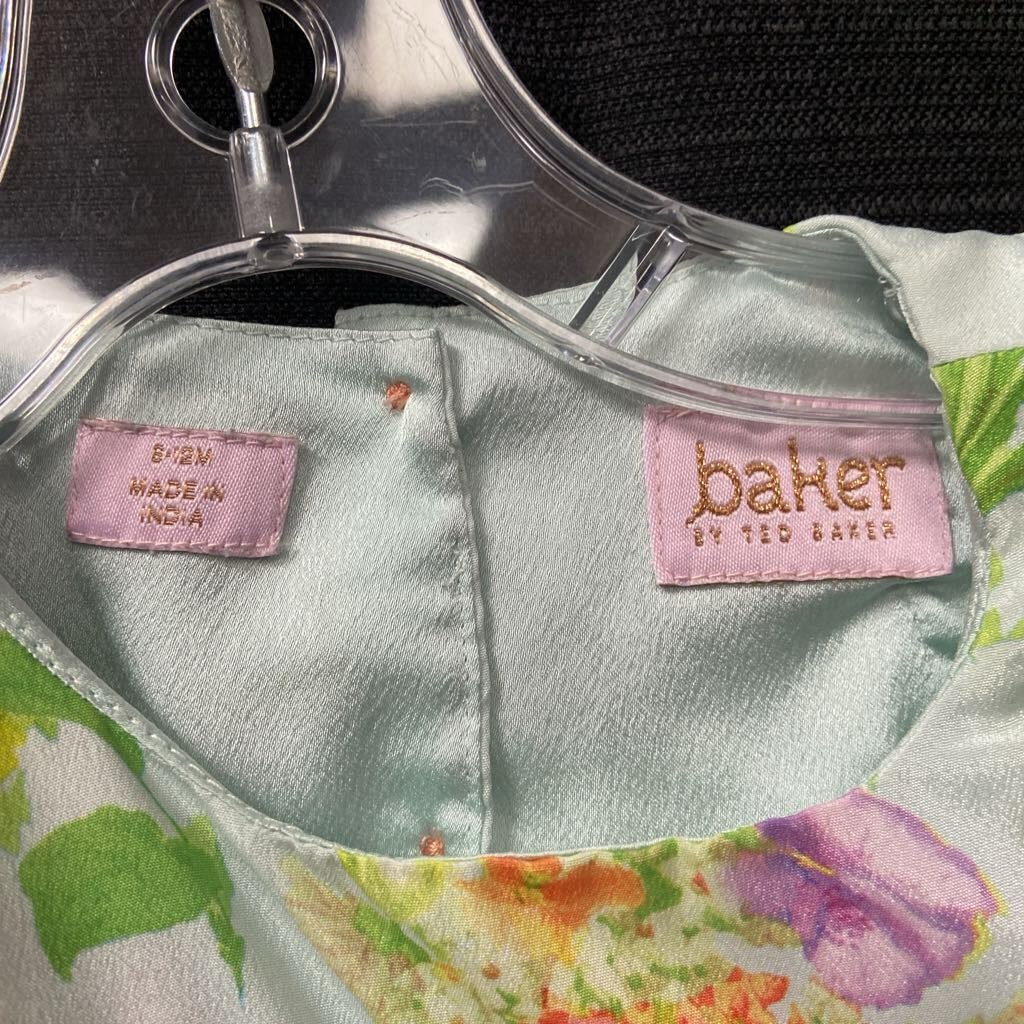 6-12M
MADE IN
INDIA
baker
BY TED BAKER